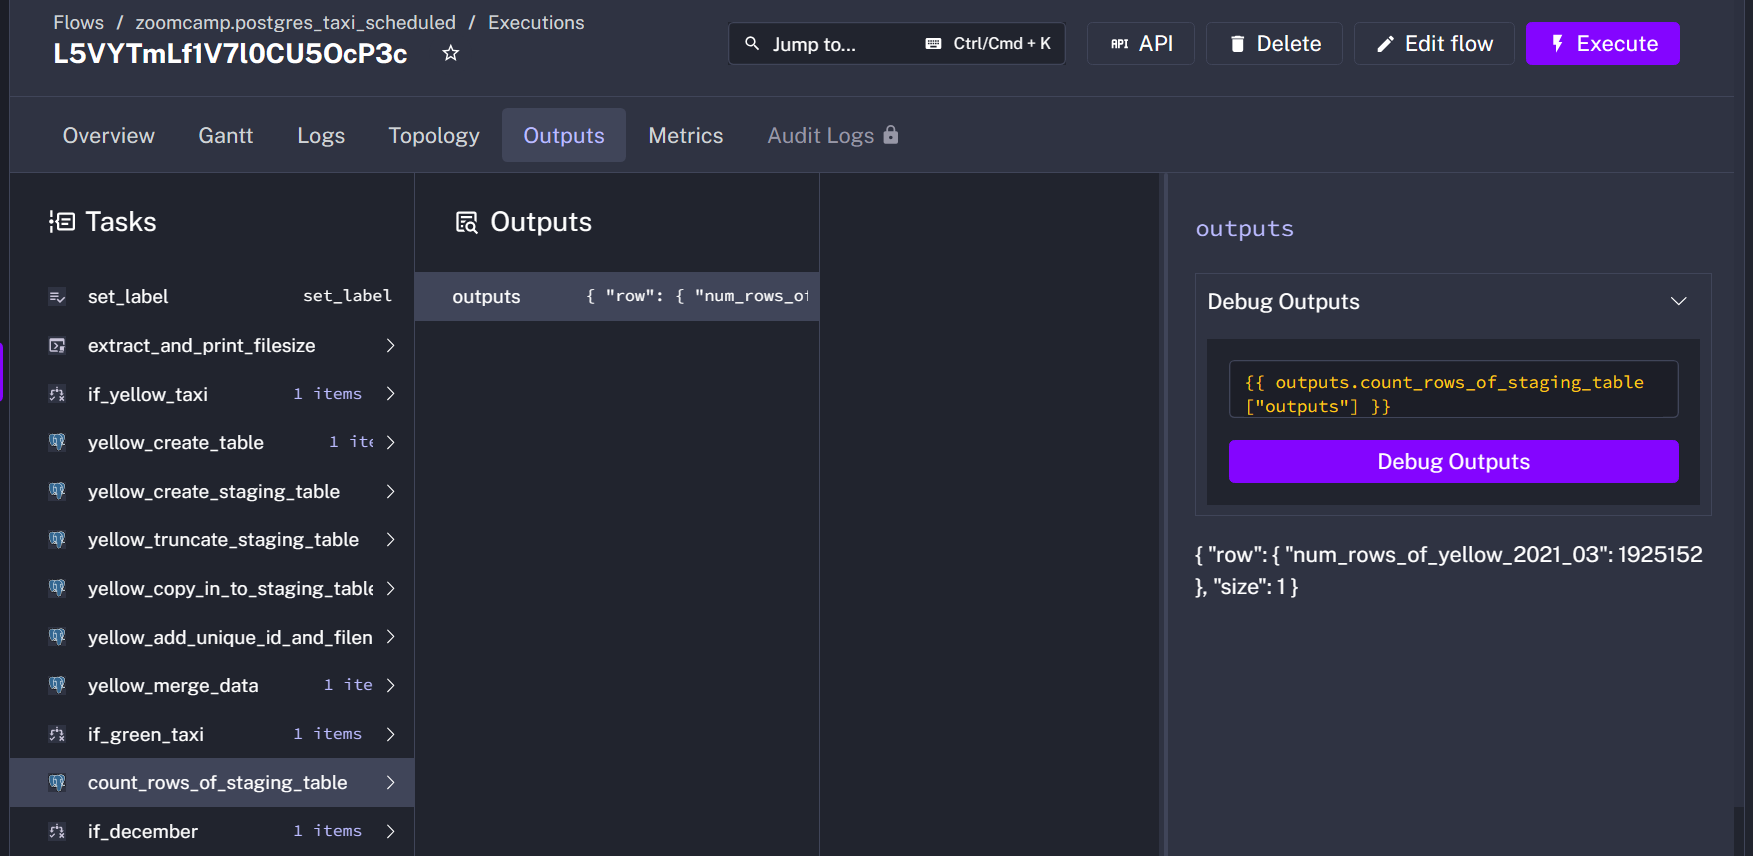 Flows / zoomcamp.postgres_taxi_scheduled / Executions
L5VYTmLf1V7l0CU5OcP3c
Jump to... Ctrl/Cmd + K
API API
Delete
Edit flow
Execute
Overview Gantt Logs Topology Outputs Metrics Audit Logs
Tasks
set_label set_label
extract_and_print_filesize
if_yellow_taxi 1 items
yellow_create_table 1 ite
yellow_create_staging_table
yellow_truncate_staging_table
yellow_copy_in_to_staging_table
yellow_add_unique_id_and_filen
yellow_merge_data 1 ite
if_green_taxi 1 items
count_rows_of_staging_table
if_december 1 items
Outputs
outputs { "row": { "num_rows_of
outputs
Debug Outputs
{{ outputs.count_rows_of_staging_table
["outputs"] }}
Debug Outputs
{ "row": { "num_rows_of_yellow_2021_03": 1925152
}, "size": 1 }